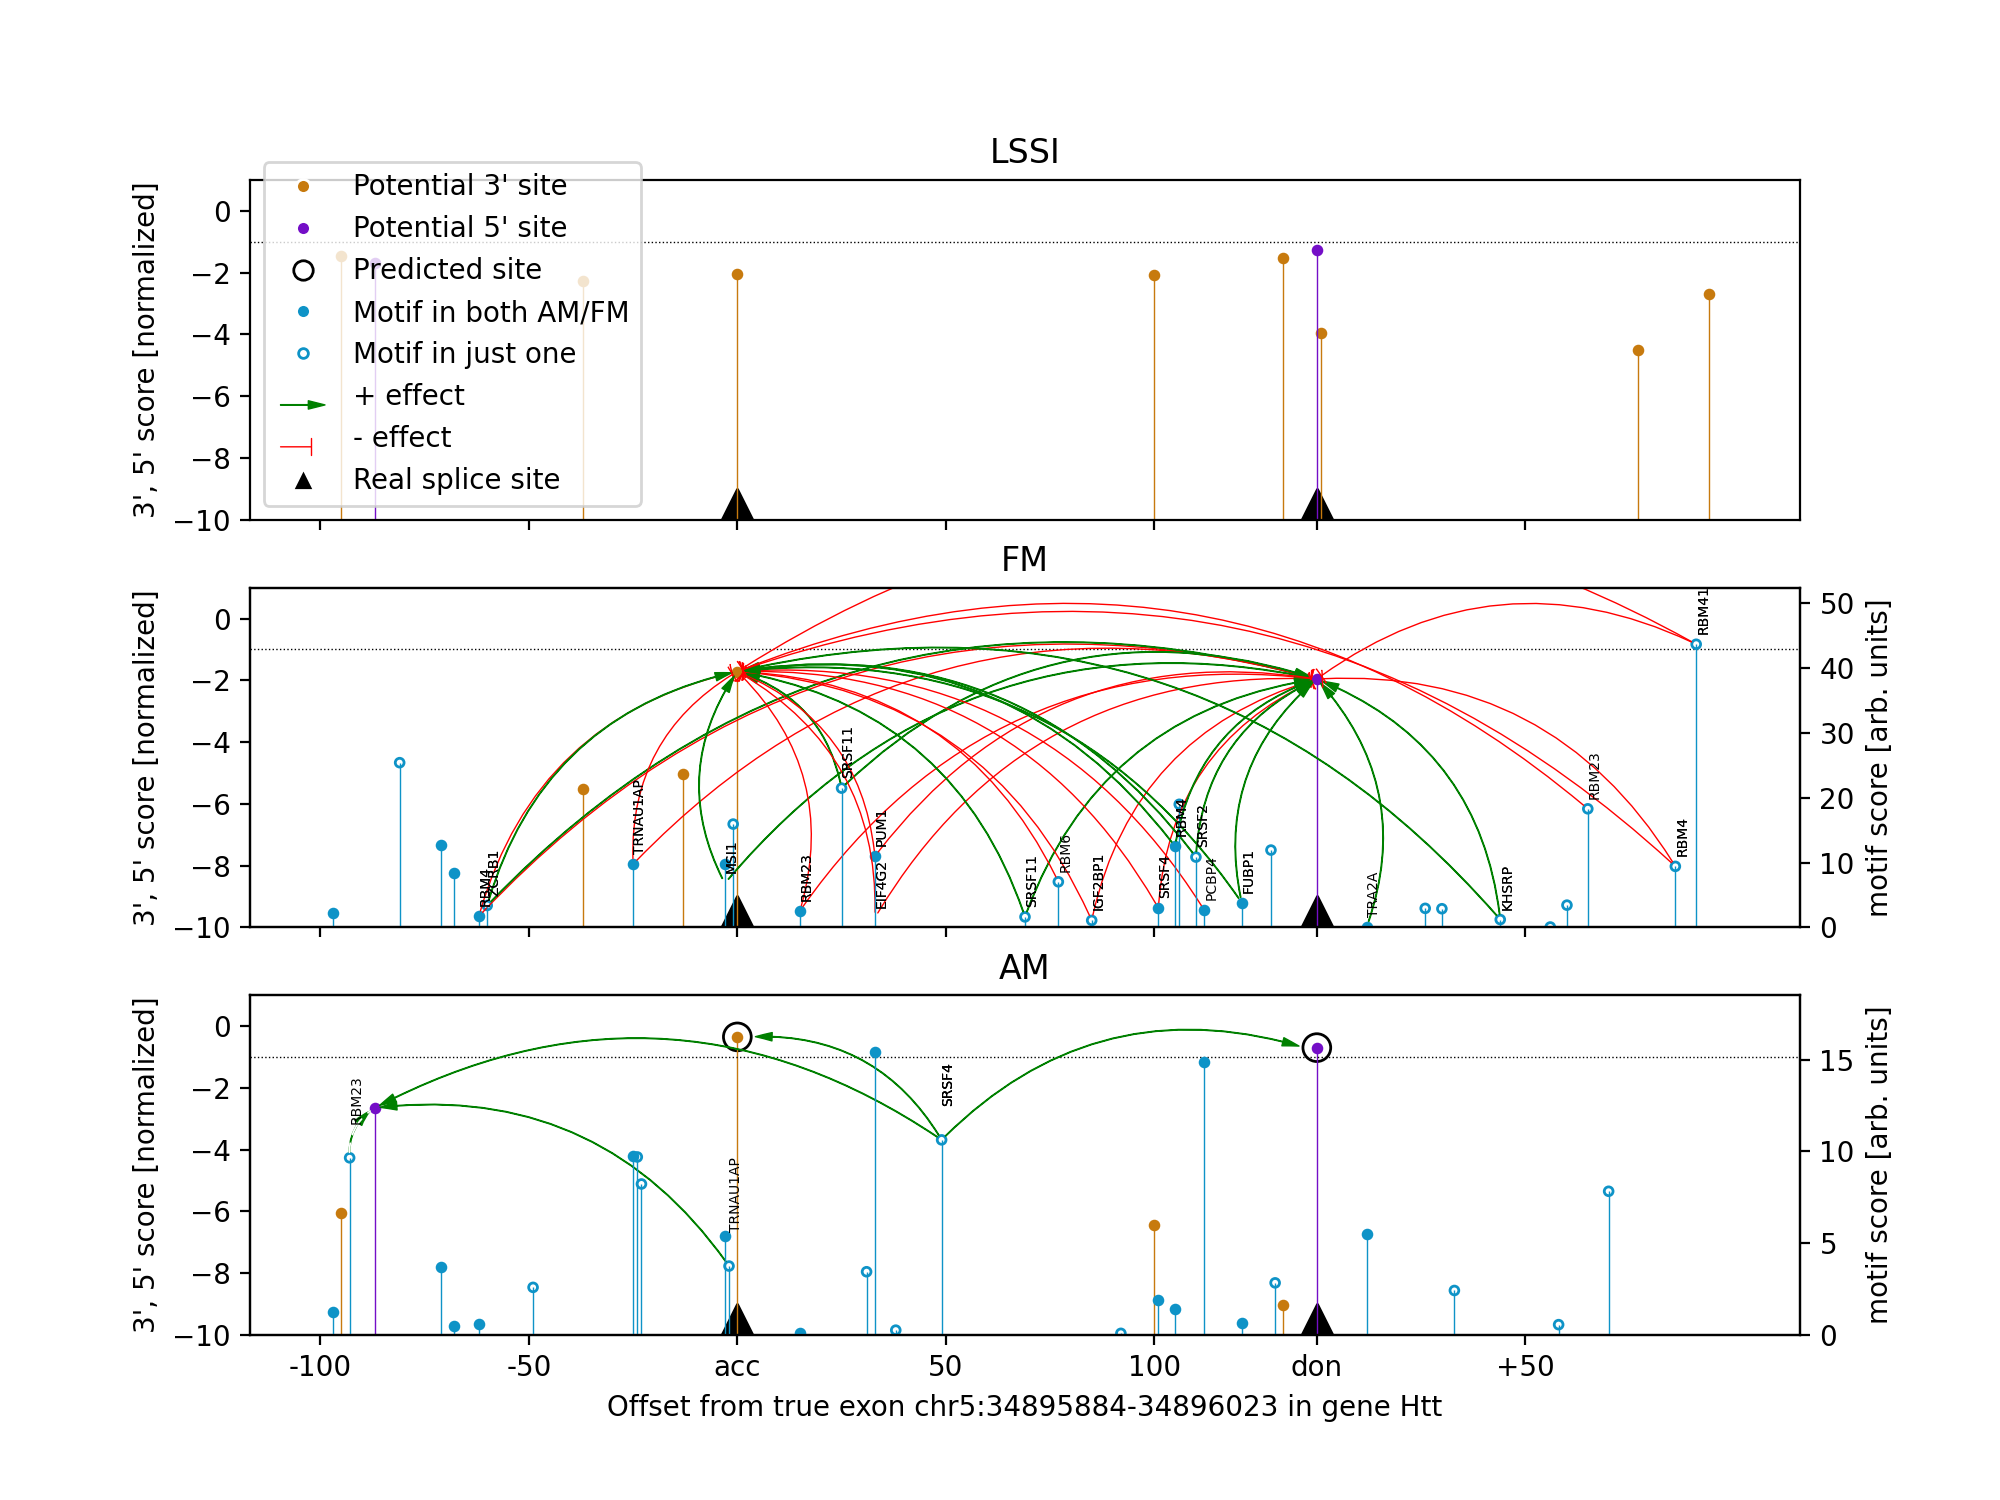 LSSI
3', 5' score [normalized]
0
−2
−4
−6
−8
−10
Potential 3' site
Potential 5' site
Predicted site
Motif in both AM/FM
Motif in just one
+ effect
- effect
Real splice site
FM
3', 5' score [normalized]
0
−2
−4
−6
−8
−10
RBM4
ZCRB1
TRNAU1AP
MSI1
RBM23
SRSF11
PUM1
EIF4G2
SRSF11
RBM6
IGF2BP1
SRSF4
RBM4
SRSF2
PCBP4
FUBP1
TRA2A
KHSRP
RBM23
RBM4
RBM41
50
40
30
20
10
0
motif score [arb. units]
AM
3', 5' score [normalized]
0
−2
−4
−6
−8
−10
RBM23
TRNAU1AP
SRSF4
15
10
5
0
motif score [arb. units]
-100
-50
acc
50
100
don
+50
Offset from true exon chr5:34895884-34896023 in gene Htt